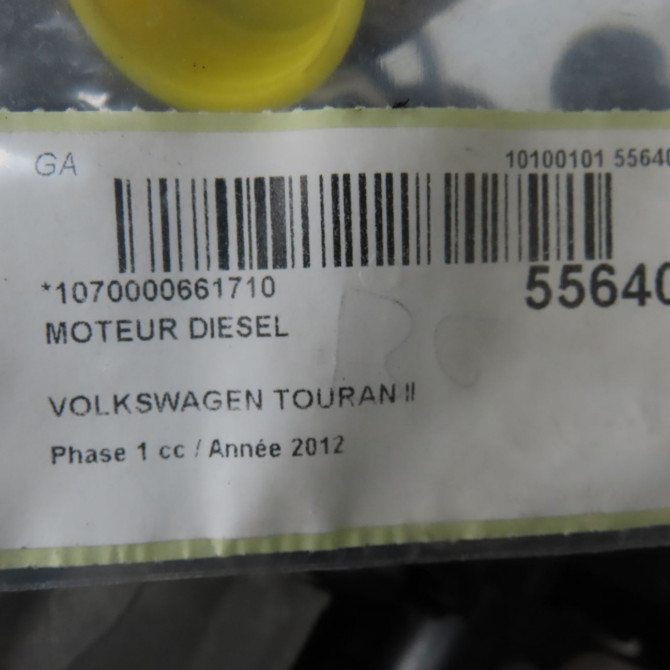 GA
10100101 55640
*1070000661710
55640
MOTEUR DIESEL
VOLKSWAGEN TOURAN II
Phase 1 cc / Année 2012